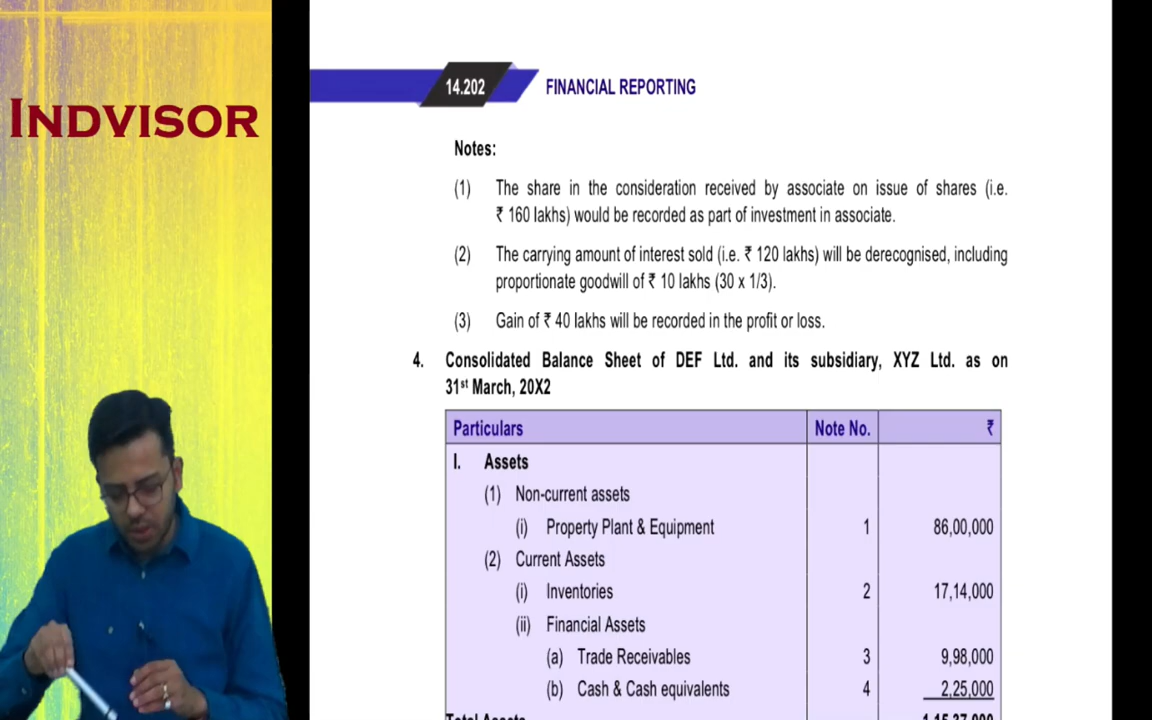 INDVISOR
14.202 FINANCIAL REPORTING
Notes:
(1) The share in the consideration received by associate on issue of shares (i.e.
₹ 160 lakhs) would be recorded as part of investment in associate.
(2) The carrying amount of interest sold (i.e. ₹ 120 lakhs) will be derecognised, including
proportionate goodwill of ₹ 10 lakhs (30 x 1/3).
(3) Gain of ₹ 40 lakhs will be recorded in the profit or loss.
4. Consolidated Balance Sheet of DEF Ltd. and its subsidiary, XYZ Ltd. as on
31st March, 20X2
Particulars Note No. ₹
I. Assets
(1) Non-current assets
(i) Property Plant & Equipment 1 86,00,000
(2) Current Assets
(i) Inventories 2 17,14,000
(ii) Financial Assets
(a) Trade Receivables 3 9,98,000
(b) Cash & Cash equivalents 4 2,25,000
Total Assets 1,15,37,000